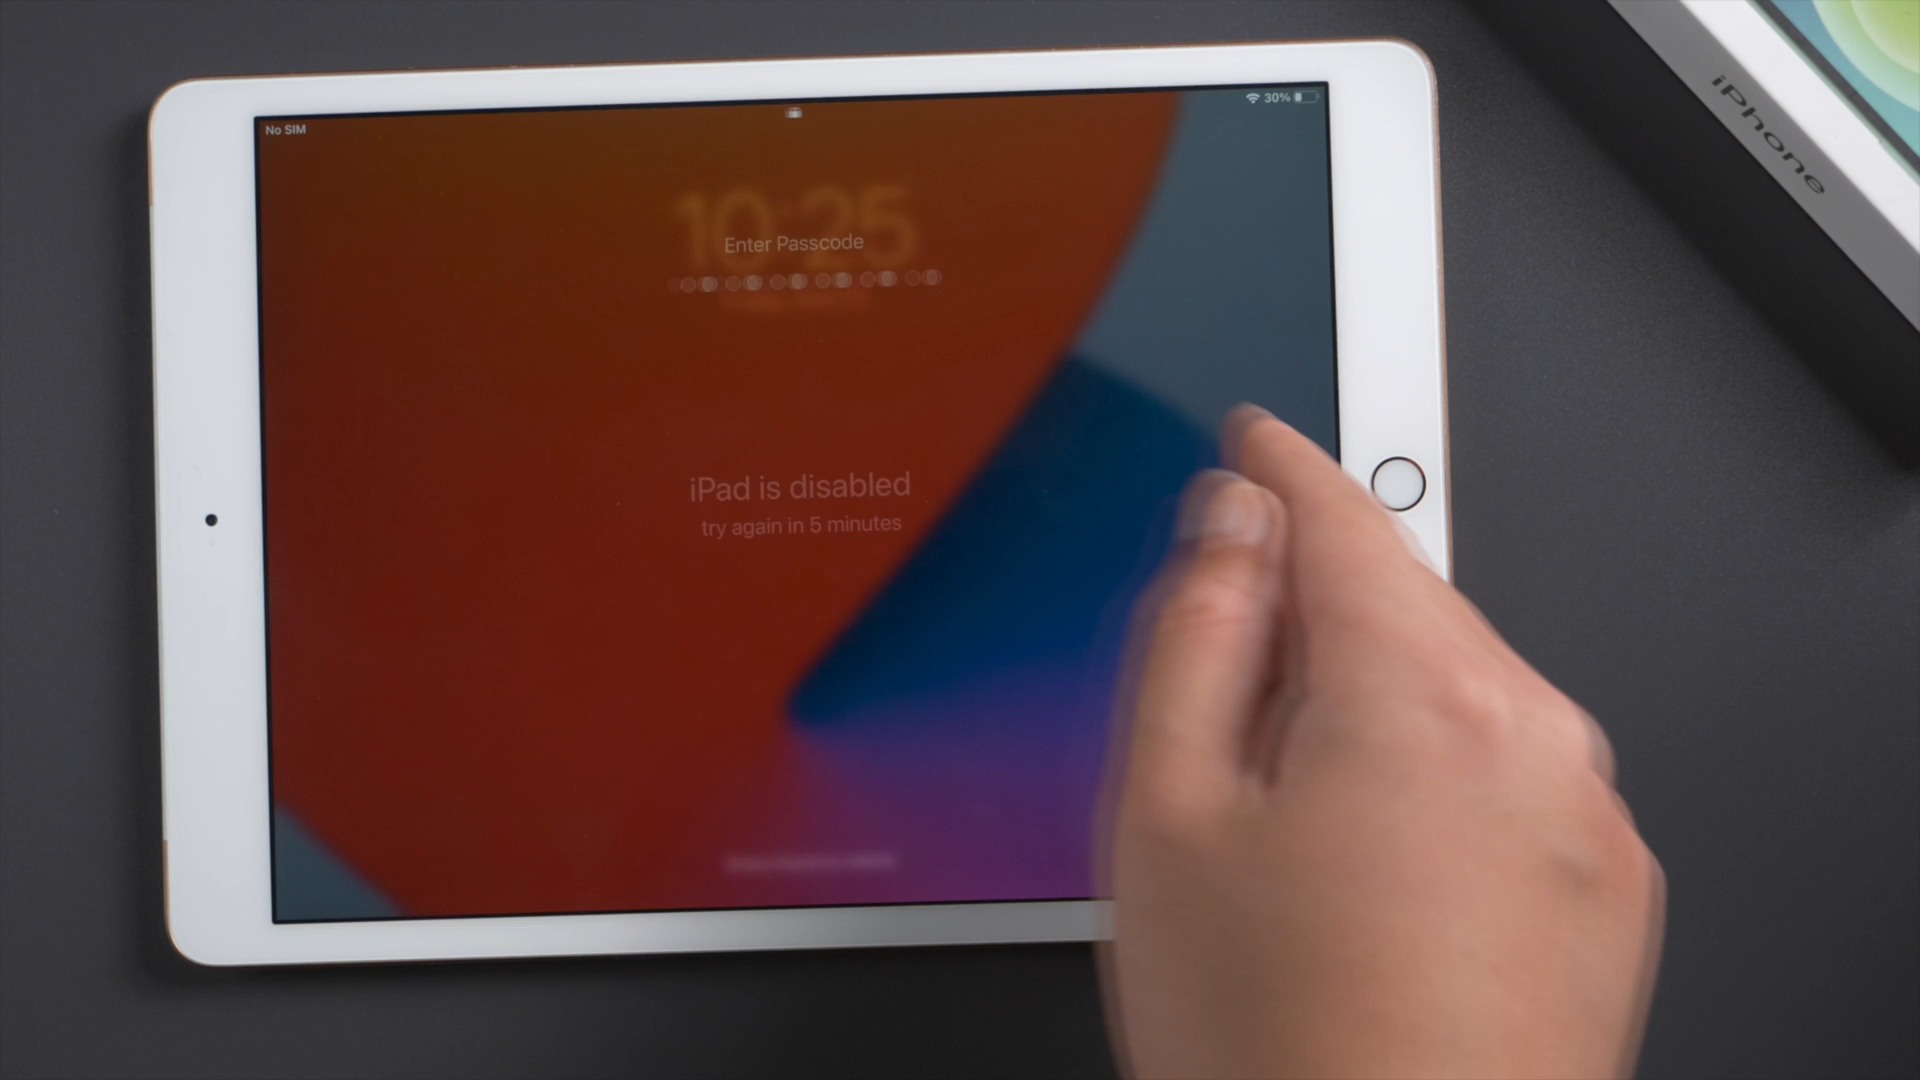 No SIM
30%
10:25
Enter Passcode
iPad is disabled
try again in 5 minutes
iPhone